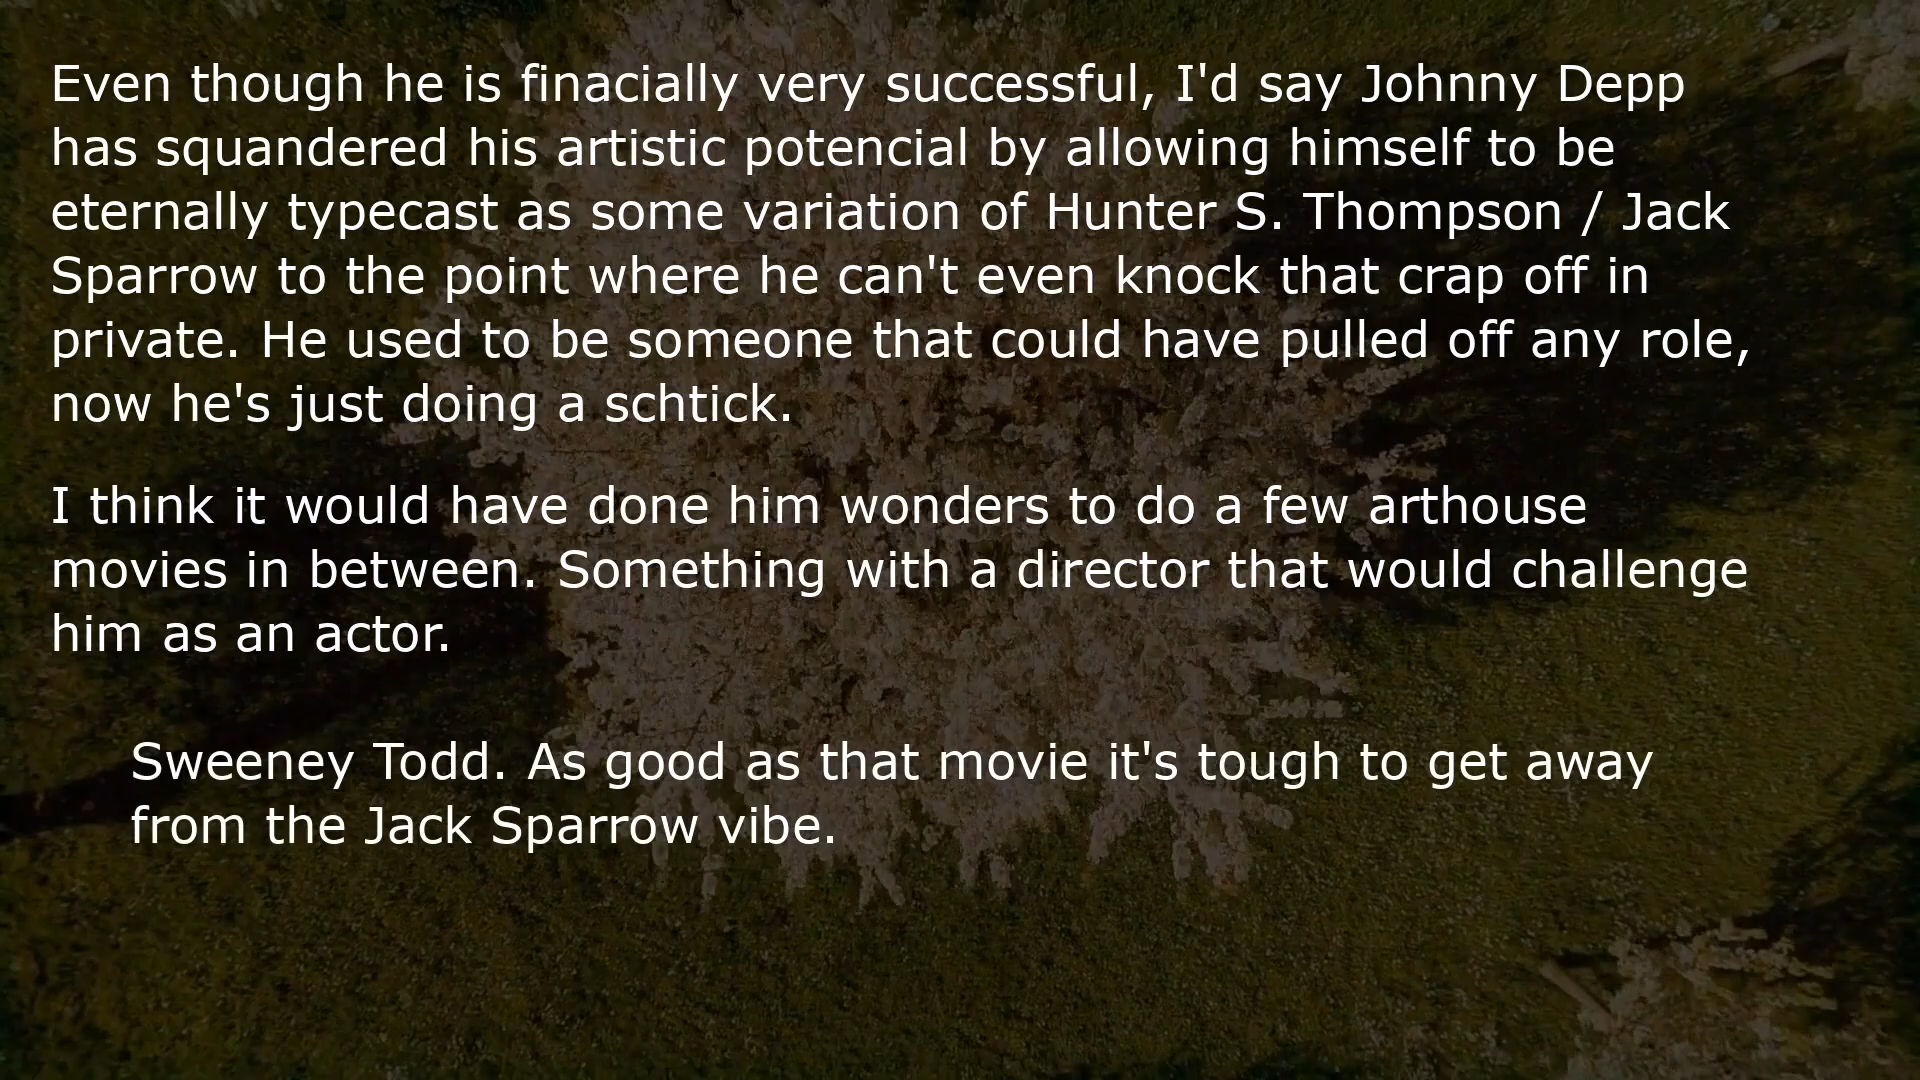 Even though he is finacially very successful, I'd say Johnny Depp
has squandered his artistic potencial by allowing himself to be
eternally typecast as some variation of Hunter S. Thompson / Jack
Sparrow to the point where he can't even knock that crap off in
private. He used to be someone that could have pulled off any role,
now he's just doing a schtick.
I think it would have done him wonders to do a few arthouse
movies in between. Something with a director that would challenge
him as an actor.
Sweeney Todd. As good as that movie it's tough to get away
from the Jack Sparrow vibe.